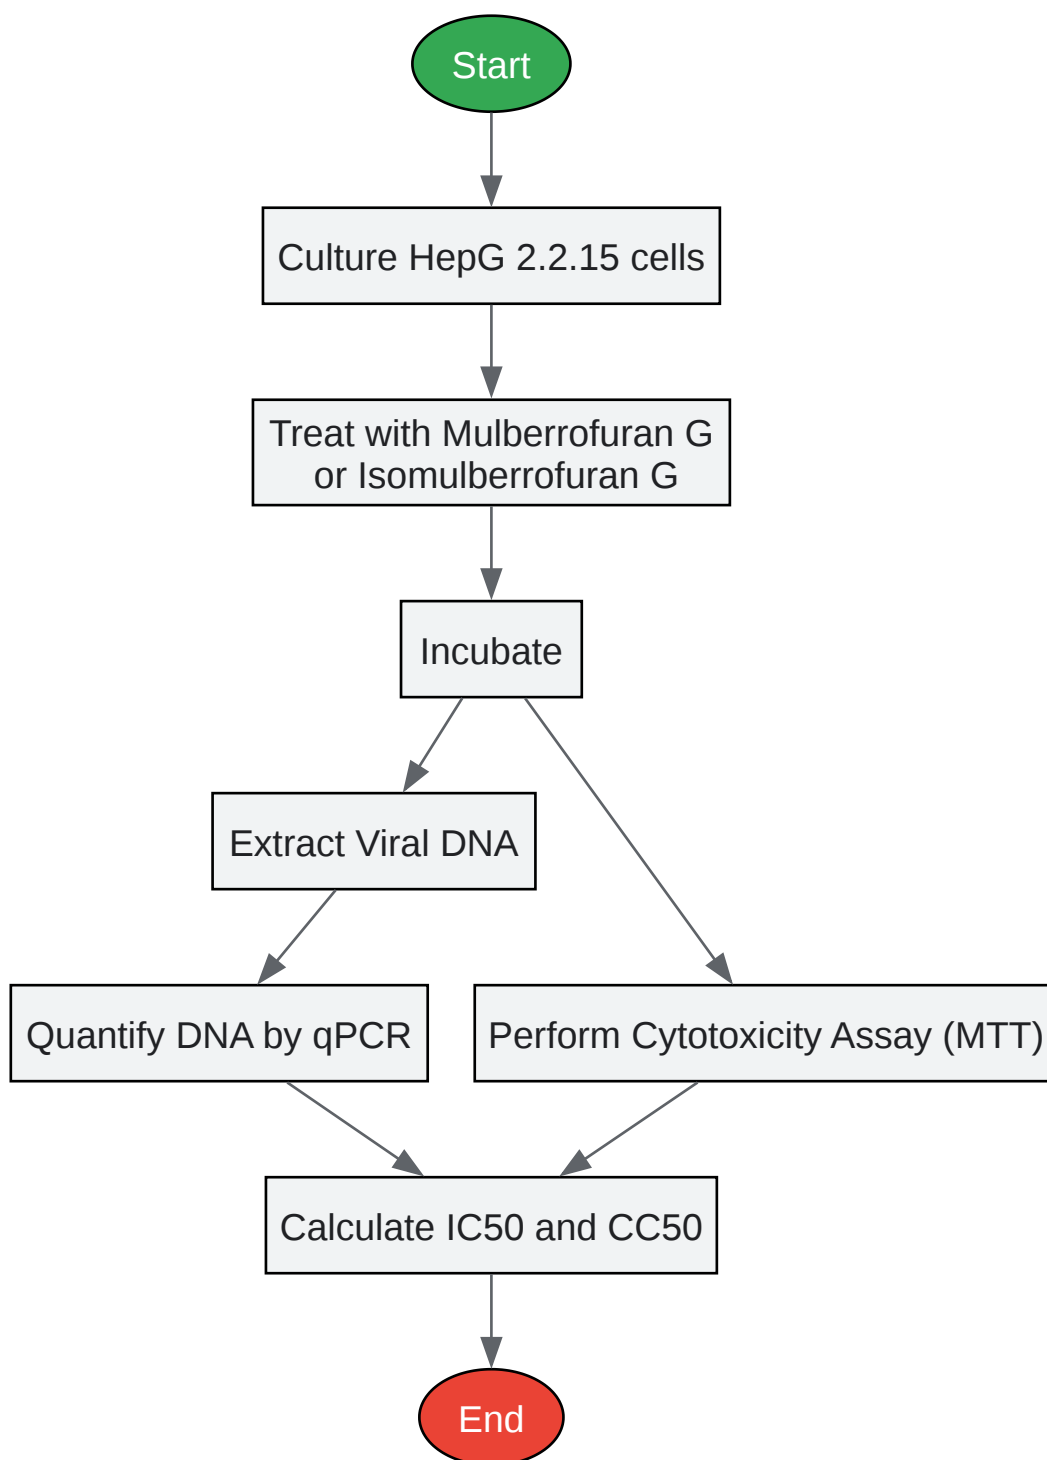 Start
Culture HepG 2.2.15 cells
Treat with Mulberrofuran G
or Isomulberrofuran G
Incubate
Extract Viral DNA
Quantify DNA by qPCR
Perform Cytotoxicity Assay (MTT)
Calculate IC50 and CC50
End